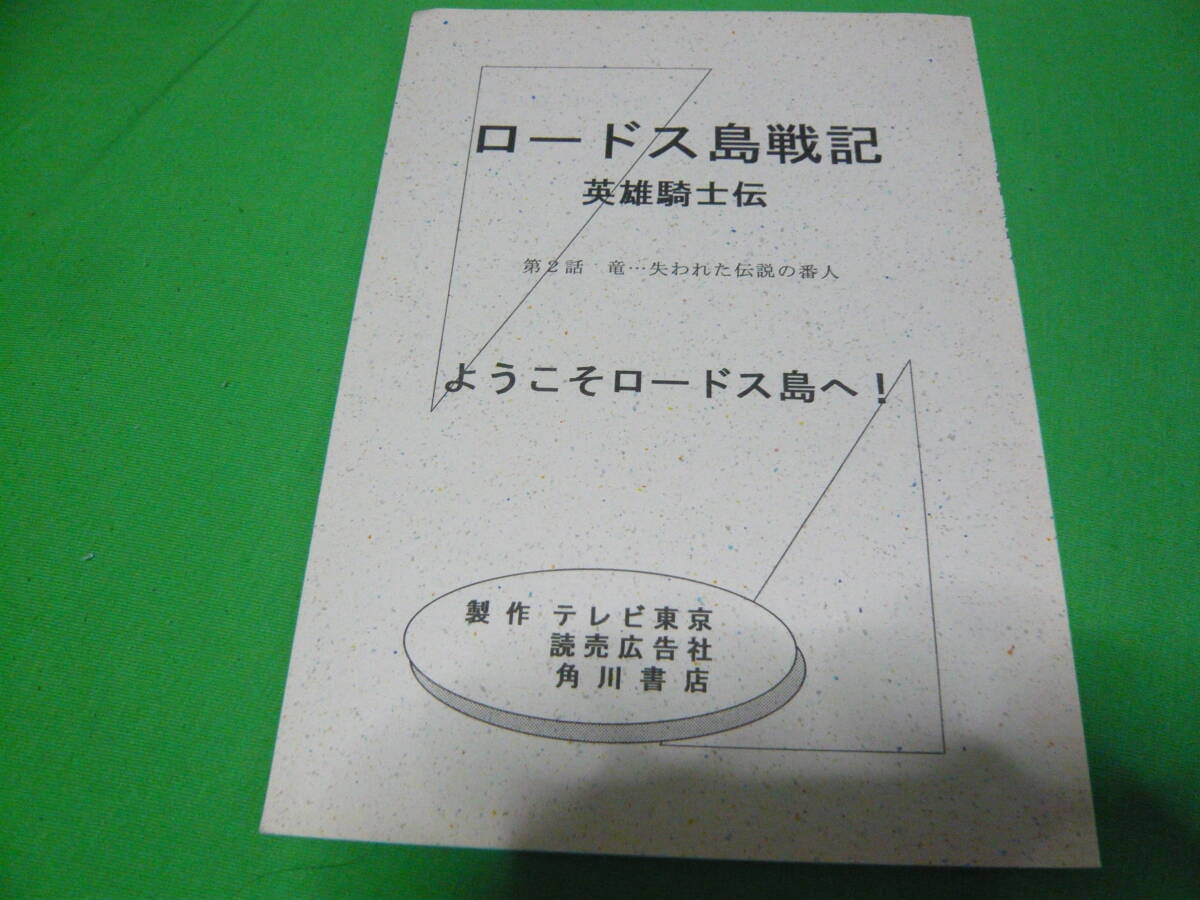 ロードス島戦記
英雄騎士伝
第2話 竜…失われた伝説の番人
ようこそロードス島へ!
製作 テレビ東京
読売広告社
角川書店